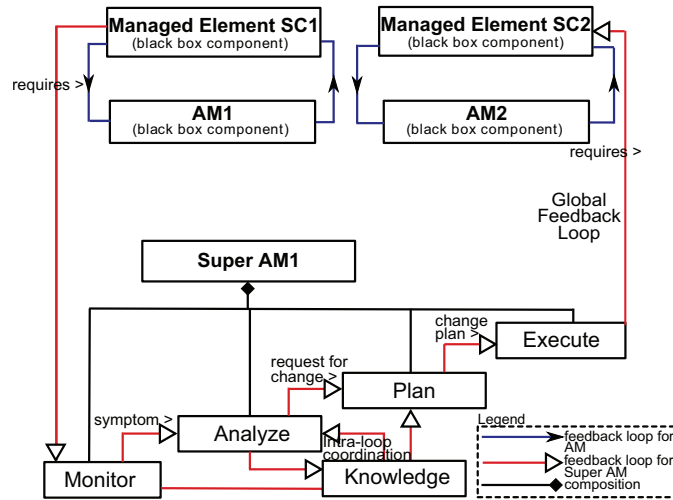 Managed Element SC1
(black box component)
Managed Element SC2
(black box component)
requires >
AM1
(black box component)
AM2
(black box component)
requires >
Global
Feedback
Loop
Super AM1
change
plan >
Execute
request for
change >
Plan
symptom >
Analyze
Intra-loop
coordination
Monitor
Knowledge
Legend
feedback loop for
AM
feedback loop for
Super AM
composition